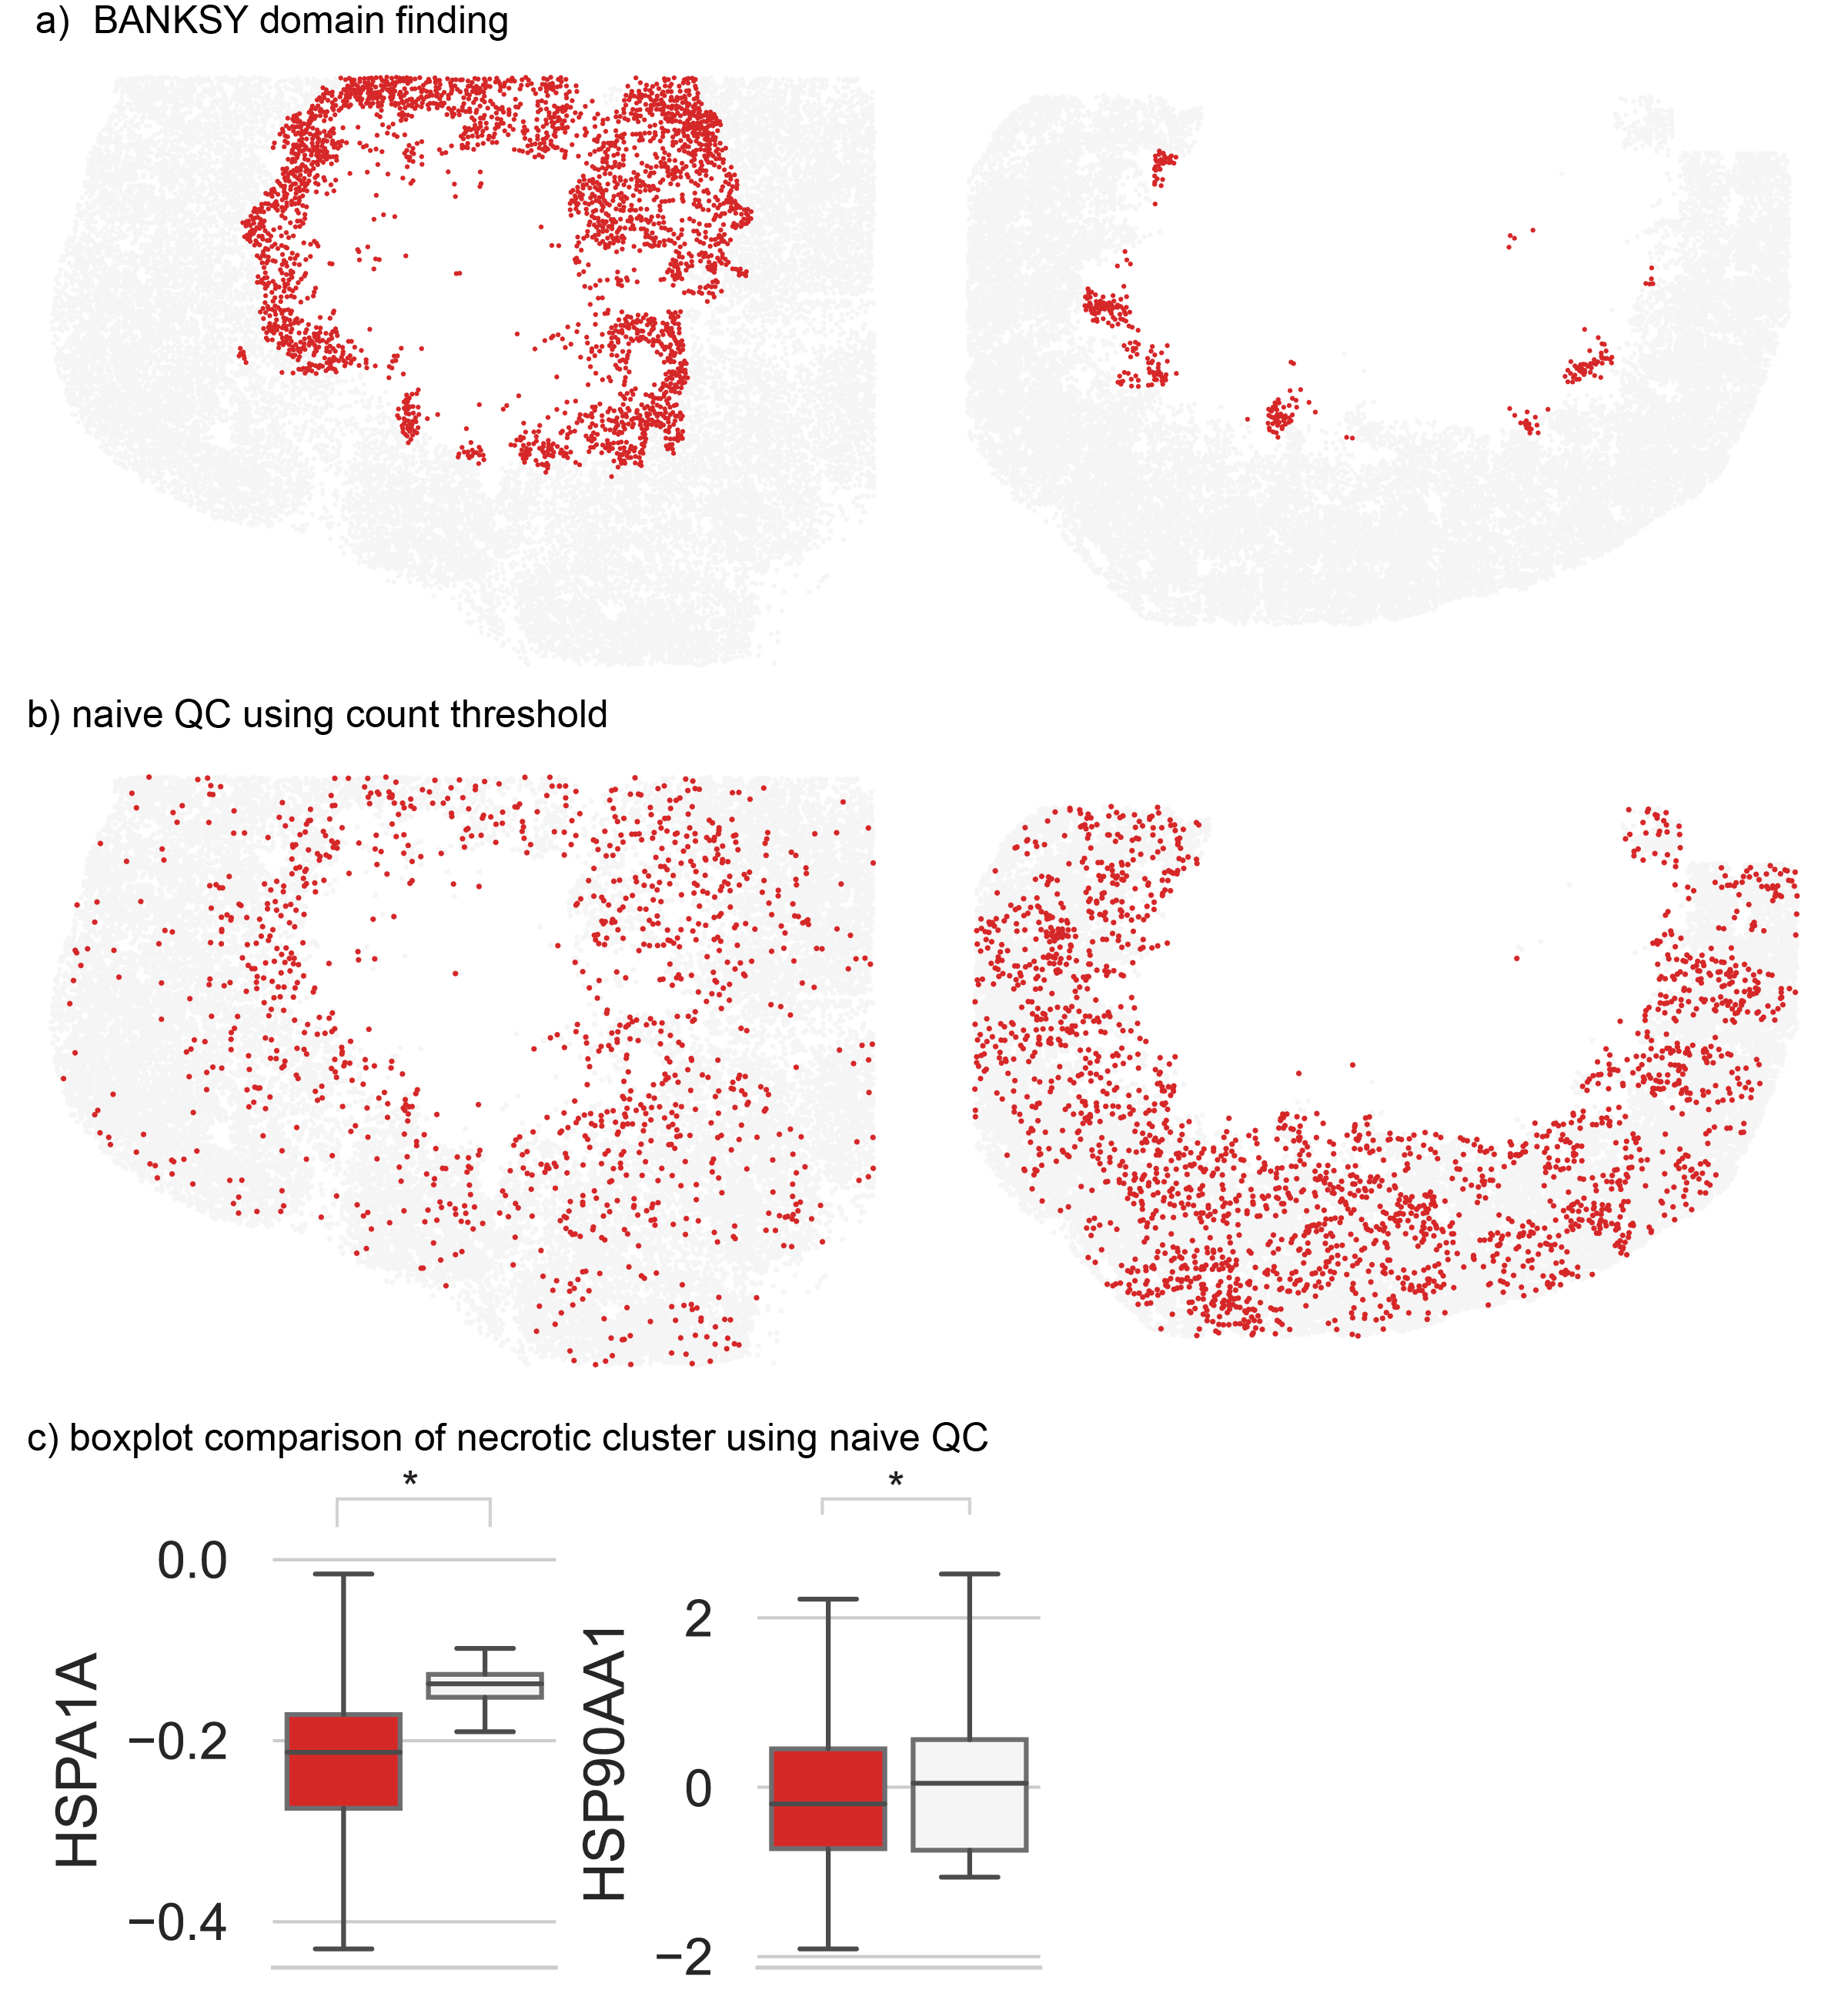 a) BANKSY domain finding
b) naive QC using count threshold
c) boxplot comparison of necrotic cluster using naive QC
*
*
HSPA1A
0.0
−0.2
−0.4
HSP90AA1
2
0
−2